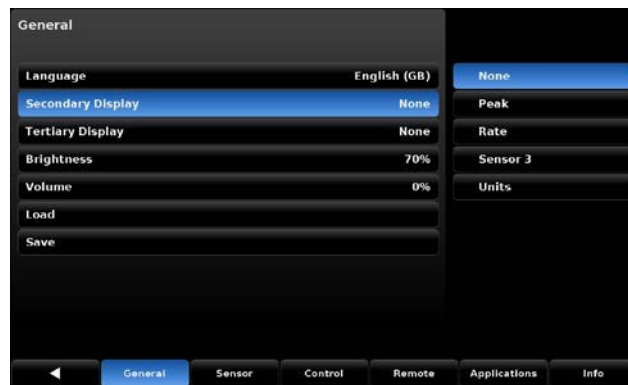 General
Language English (GB)
Secondary Display None
Tertiary Display None
Brightness 70%
Volume 0%
Load
Save
None
Peak
Rate
Sensor 3
Units
General Sensor Control Remote Applications Info